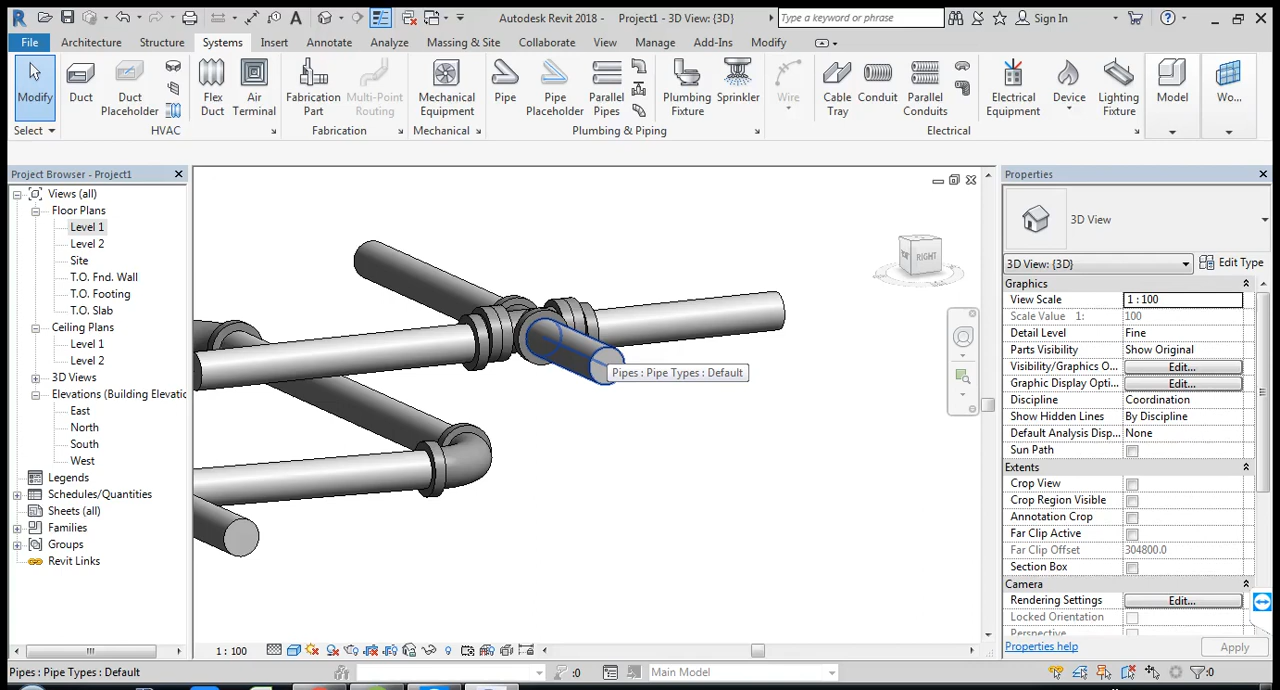 Autodesk Revit 2018 - Project1 - 3D View: {3D}
Type a keyword or phrase
Sign In
File Architecture Structure Systems Insert Annotate Analyze Massing & Site Collaborate View Manage Add-Ins Modify
Modify
Duct
Duct Placeholder
Flex Duct
Air Terminal
Fabrication Part
Multi-Point Routing
Mechanical Equipment
Pipe
Pipe Placeholder
Parallel Pipes
Plumbing Fixture
Sprinkler
Wire
Cable Tray
Conduit
Parallel Conduits
Electrical Equipment
Device
Lighting Fixture
Model
Wo...
Select HVAC Fabrication Mechanical Plumbing & Piping Electrical
Project Browser - Project1
Views (all)
Floor Plans
Level 1
Level 2
Site
T.O. Fnd. Wall
T.O. Footing
T.O. Slab
Ceiling Plans
Level 1
Level 2
3D Views
Elevations (Building Elevatio
East
North
South
West
Legends
Schedules/Quantities
Sheets (all)
Families
Groups
Revit Links
RIGHT
Pipes : Pipe Types : Default
Properties
3D View
3D View: {3D} Edit Type
Graphics
View Scale 1 : 100
Scale Value 1: 100
Detail Level Fine
Parts Visibility Show Original
Visibility/Graphics O... Edit...
Graphic Display Opti... Edit...
Discipline Coordination
Show Hidden Lines By Discipline
Default Analysis Disp... None
Sun Path
Extents
Crop View
Crop Region Visible
Annotation Crop
Far Clip Active
Far Clip Offset 304800.0
Section Box
Camera
Rendering Settings Edit...
Locked Orientation
Perspective
Properties help Apply
1 : 100
Pipes : Pipe Types : Default
:0
Main Model
:0